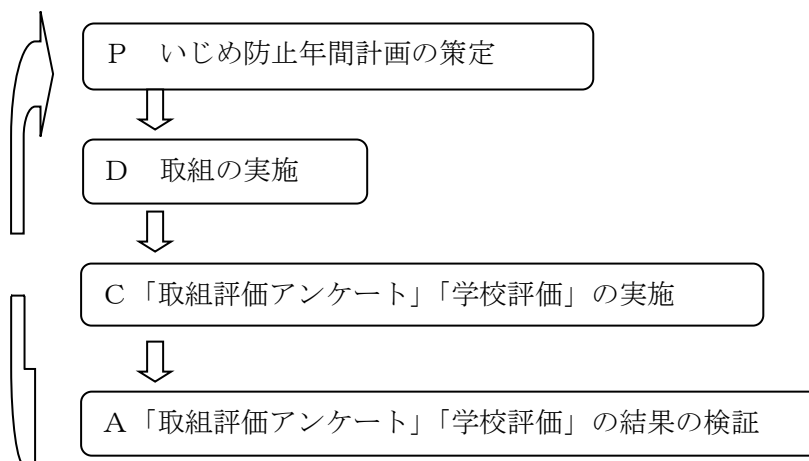 P　いじめ防止年間計画の策定
D　取組の実施
C「取組評価アンケート」「学校評価」の実施
A「取組評価アンケート」「学校評価」の結果の検証